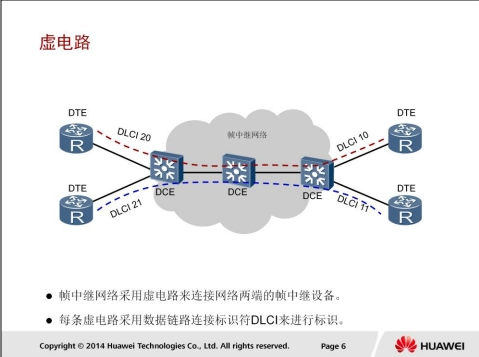 虚电路
DTE
DTE
DLCI 20
帧中继网络
DLCI 10
R
R
DTE
DCE
DCE
DCE
DTE
R
DLCI 21
DLCI 11
R
● 帧中继网络采用虚电路来连接网络两端的帧中继设备。
● 每条虚电路采用数据链路连接标识符DLCI来进行标识。
Copyright © 2014 Huawei Technologies Co., Ltd. All rights reserved. Page 6 HUAWEI